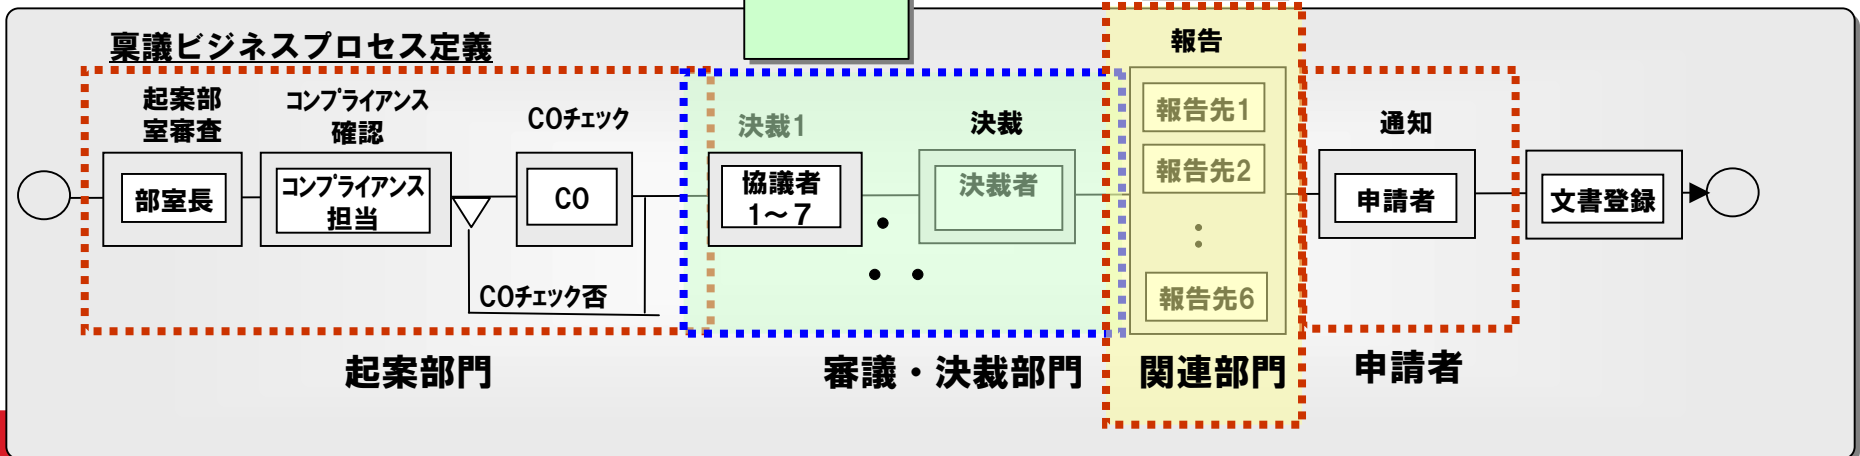 稟議ビジネスプロセス定義
起案部
室審査
部室長
コンプライアンス
確認
コンプライアンス
担当
COチェック
CO
COチェック否
決裁1
協議者
1～7
決裁
決裁者
報告
報告先1
報告先2
：
報告先6
通知
申請者
文書登録
起案部門
審議・決裁部門
関連部門
申請者